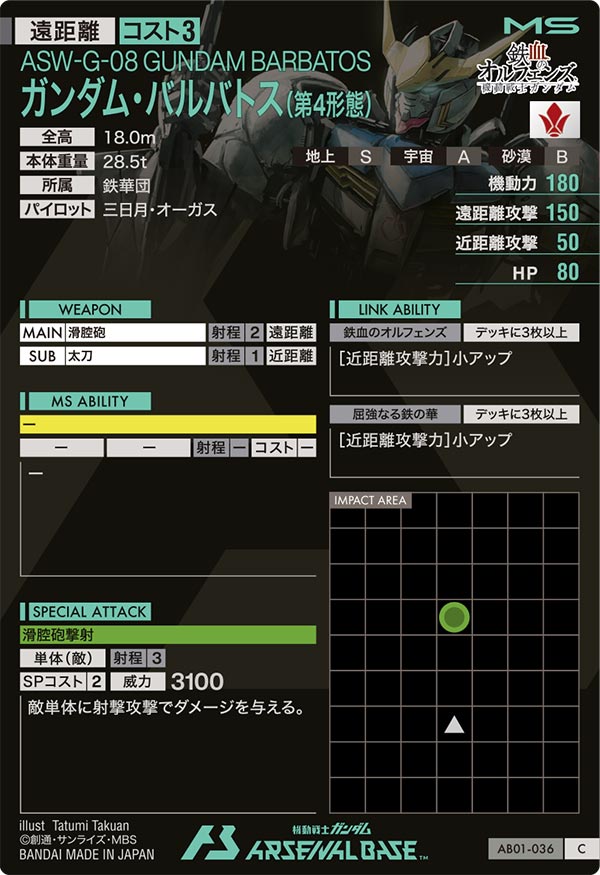 遠距離 コスト3 MS
ASW-G-08 GUNDAM BARBATOS
ガンダム・バルバトス(第4形態)
鉄血のオルフェンズ
機動戦士ガンダム
全高 18.0m
本体重量 28.5t
所属 鉄華団
パイロット 三日月・オーガス
地上 S 宇宙 A 砂漠 B
機動力 180
遠距離攻撃 150
近距離攻撃 50
HP 80
WEAPON
MAIN 滑腔砲 射程 2 遠距離
SUB 太刀 射程 1 近距離
MS ABILITY
—
— — 射程 — コスト —
—
SPECIAL ATTACK
滑腔砲撃射
単体(敵) 射程 3
SPコスト 2 威力 3100
敵単体に射撃攻撃でダメージを与える。
LINK ABILITY
鉄血のオルフェンズ デッキに3枚以上
[近距離攻撃力]小アップ
屈強なる鉄の華 デッキに3枚以上
[近距離攻撃力]小アップ
IMPACT AREA
illust Tatumi Takuan
©創通・サンライズ・MBS
BANDAI MADE IN JAPAN
機動戦士ガンダム
ARSENAL BASE™
AB01-036 C